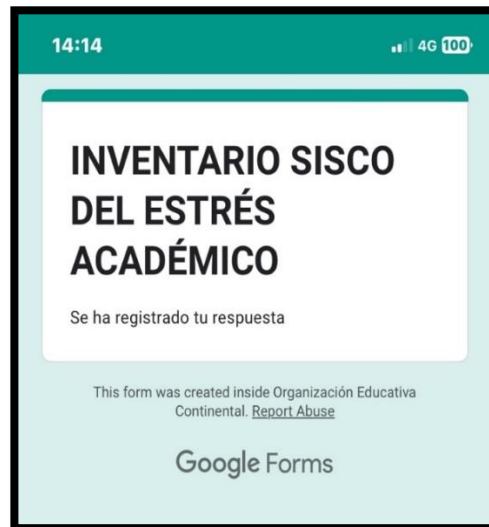 14:14
4G 100
INVENTARIO SISCO
DEL ESTRÉS
ACADÉMICO
Se ha registrado tu respuesta
This form was created inside Organización Educativa
Continental. Report Abuse
Google Forms